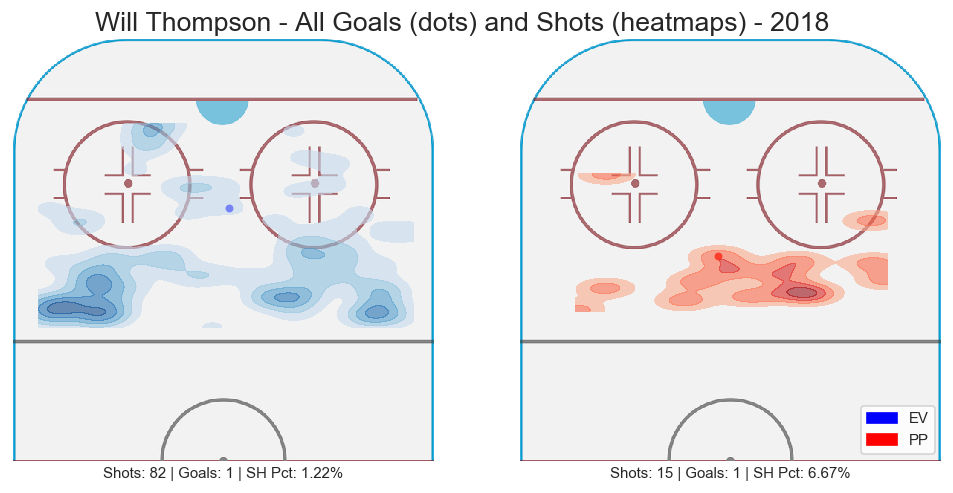 Will Thompson - All Goals (dots) and Shots (heatmaps) - 2018
EV
PP
Shots: 82 | Goals: 1 | SH Pct: 1.22%
Shots: 15 | Goals: 1 | SH Pct: 6.67%